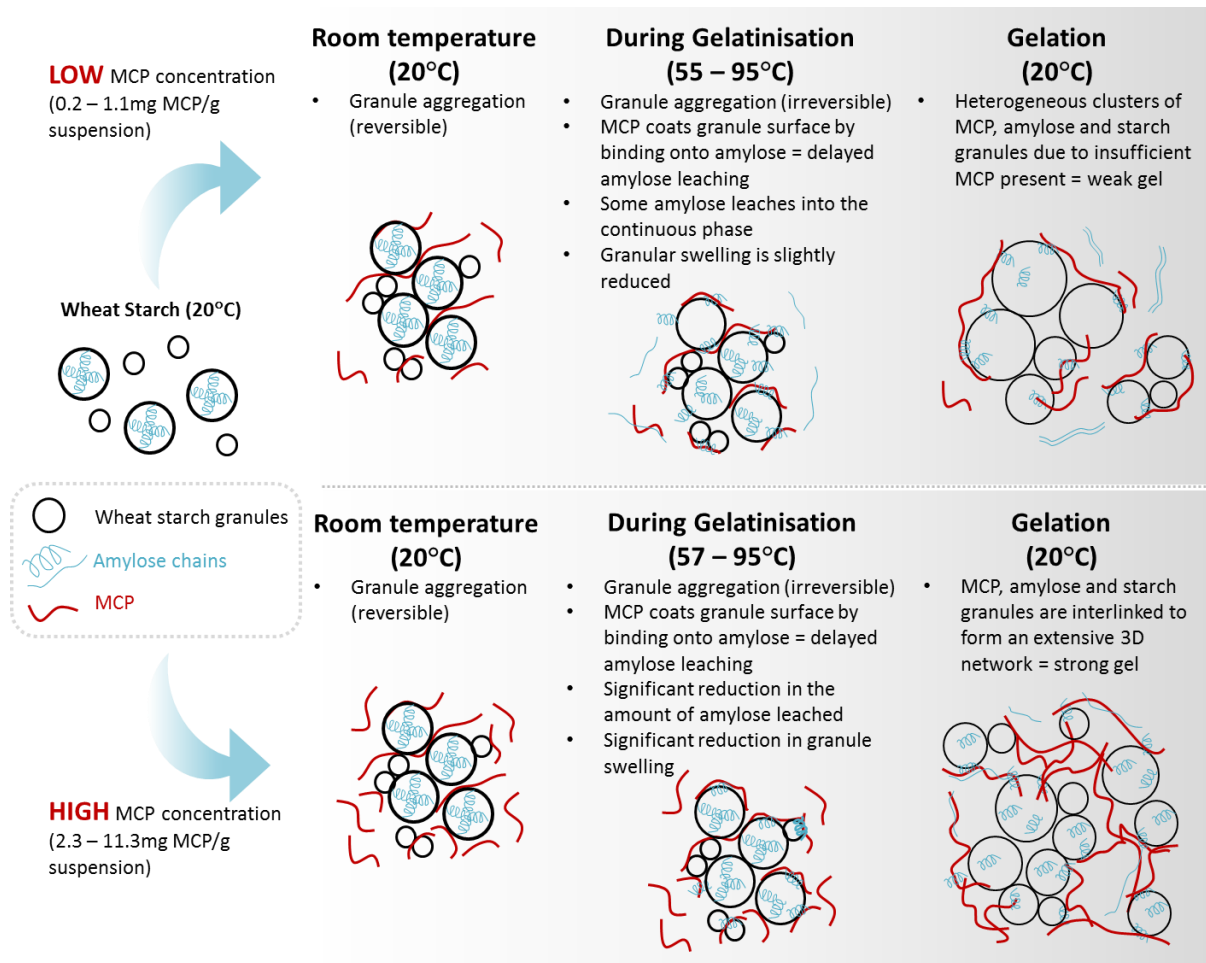 LOW MCP concentration
(0.2 – 1.1mg MCP/g
suspension)
Room temperature
(20°C)
• Granule aggregation
(reversible)
During Gelatinisation
(55 – 95°C)
• Granule aggregation (irreversible)
• MCP coats granule surface by
binding onto amylose = delayed
amylose leaching
• Some amylose leaches into the
continuous phase
• Granular swelling is slightly
reduced
Gelation
(20°C)
• Heterogeneous clusters of
MCP, amylose and starch
granules due to insufficient
MCP present = weak gel
Wheat Starch (20°C)
Wheat starch granules
Amylose chains
MCP
HIGH MCP concentration
(2.3 – 11.3mg MCP/g
suspension)
Room temperature
(20°C)
• Granule aggregation
(reversible)
During Gelatinisation
(57 – 95°C)
• Granule aggregation (irreversible)
• MCP coats granule surface by
binding onto amylose = delayed
amylose leaching
• Significant reduction in the
amount of amylose leached
• Significant reduction in granule
swelling
Gelation
(20°C)
• MCP, amylose and starch
granules are interlinked to
form an extensive 3D
network = strong gel